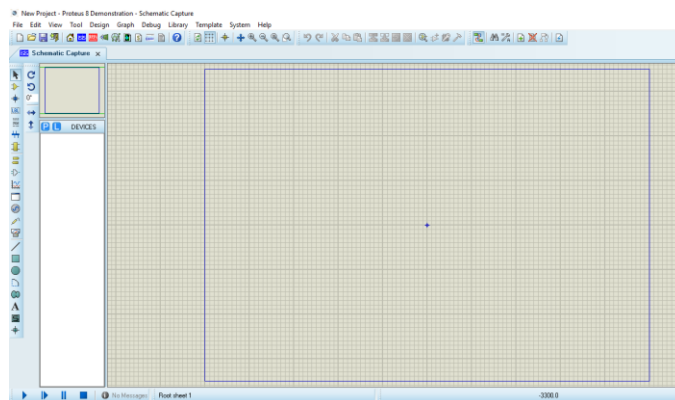 New Project - Proteus 8 Demonstration - Schematic Capture
File Edit View Tool Design Graph Debug Library Template System Help
Schematic Capture x
0°
P L DEVICES
LBL
A
No Messages Root sheet 1 -3300.0